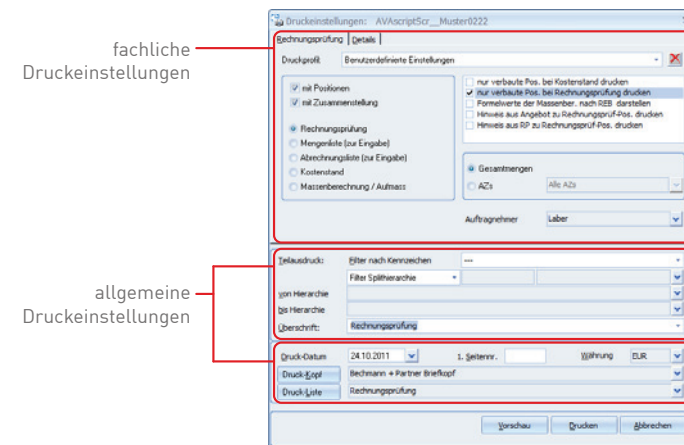 Druckeinstellungen: AVAscriptScr__Muster0222
Rechnungsprüfung Details
fachliche
Druckeinstellungen
Druckprofil: Benutzerdefinierte Einstellungen
mit Positionen
mit Zusammenstellung
Rechnungsprüfung
Mengenliste (zur Eingabe)
Abrechnungsliste (zur Eingabe)
Kostenstand
Massenberechnung / Aufmass
nur verbaute Pos. bei Kostenstand drucken
nur verbaute Pos. bei Rechnungsprüfung drucken
Formelwerte der Massenber. nach REB darstellen
Hinweis aus Angebot zu Rechnungsprüf-Pos. drucken
Hinweis aus RP zu Rechnungsprüf-Pos. drucken
Gesamtmengen
AZs Alle AZs
Auftragnehmer Laber
allgemeine
Druckeinstellungen
Teilausdruck: Filter nach Kennzeichen ---
Filter Splithierarchie
von Hierarchie
bis Hierarchie
Überschrift: Rechnungsprüfung
Druck-Datum 24.10.2011 1. Seitennr. Währung EUR
Druck-Kopf Bechmann + Partner Briefkopf
Druck-Liste Rechnungsprüfung
Vorschau Drucken Abbrechen